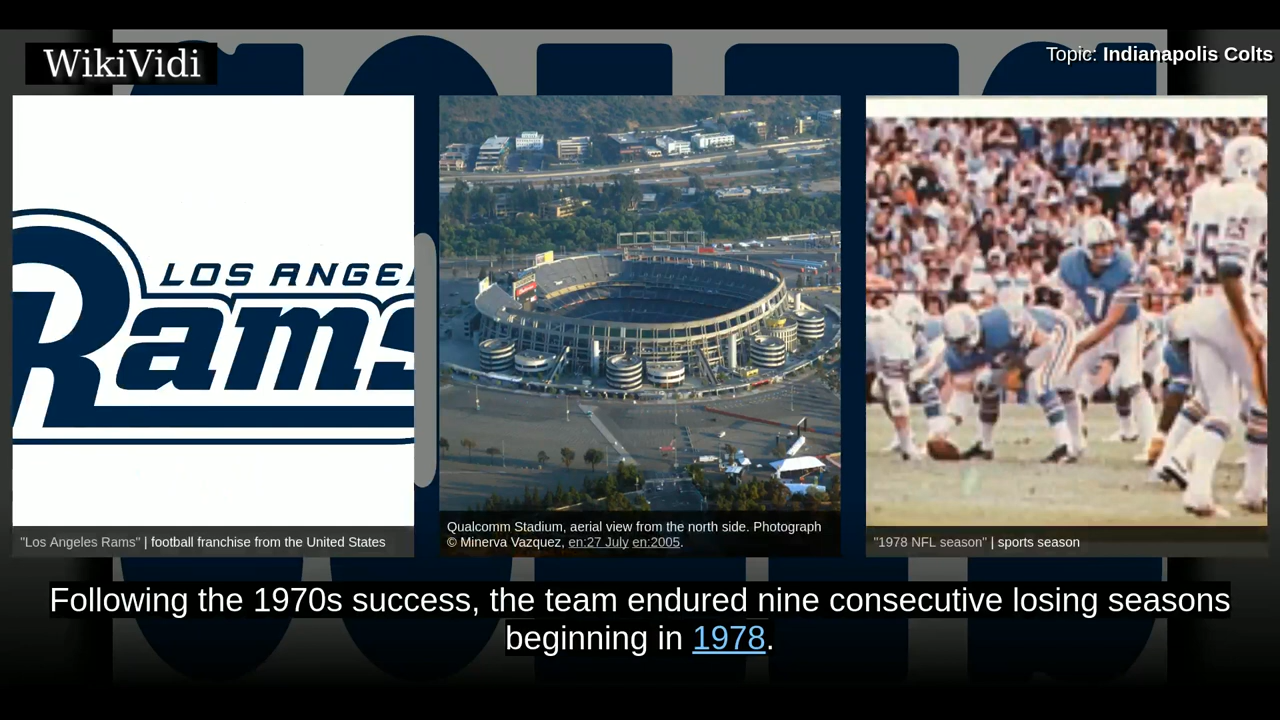 WikiVidi
Topic: Indianapolis Colts
LOS ANGE
Rams
"Los Angeles Rams" | football franchise from the United States
Qualcomm Stadium, aerial view from the north side. Photograph
© Minerva Vazquez, en:27 July en:2005.
7
"1978 NFL season" | sports season
Following the 1970s success, the team endured nine consecutive losing seasons
beginning in 1978.